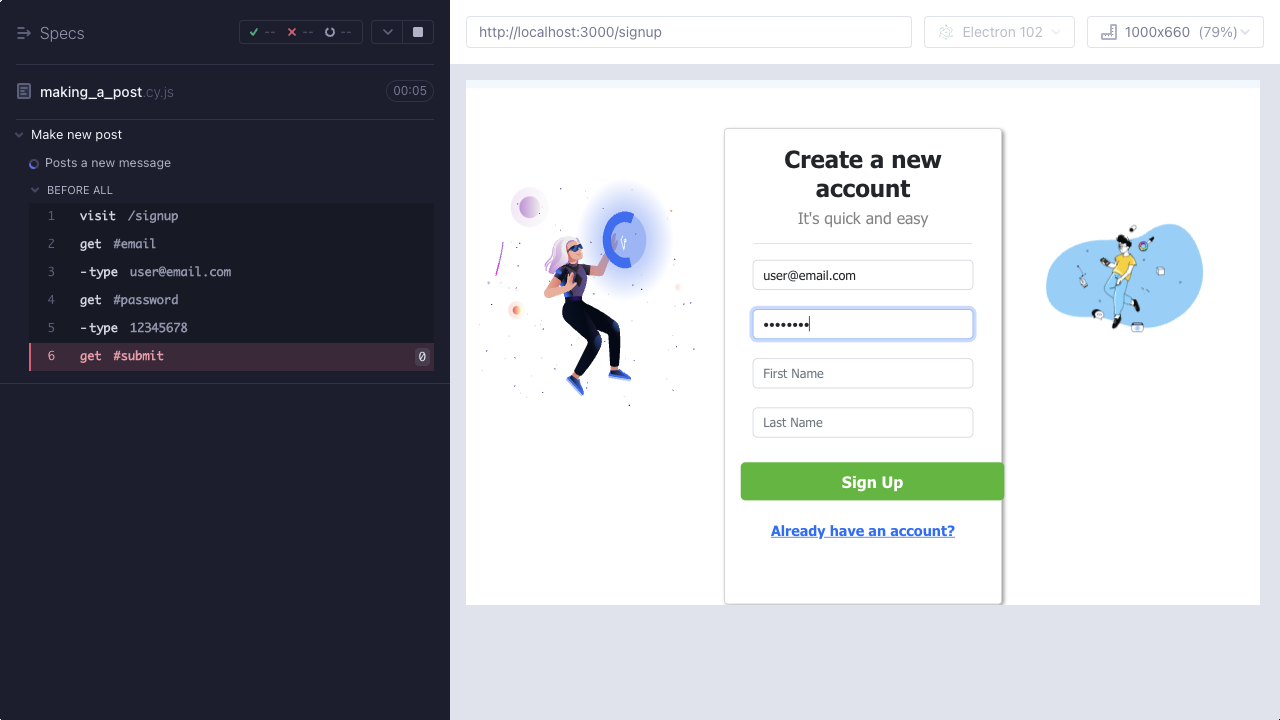 Specs
-- -- --
making_a_post.cy.js
00:05
Make new post
Posts a new message
BEFORE ALL
1 visit /signup
2 get #email
3 -type user@email.com
4 get #password
5 -type 12345678
6 get #submit 0
http://localhost:3000/signup
Electron 102
1000x660 (79%)
Create a new
account
It's quick and easy
user@email.com
••••••••
First Name
Last Name
Sign Up
Already have an account?